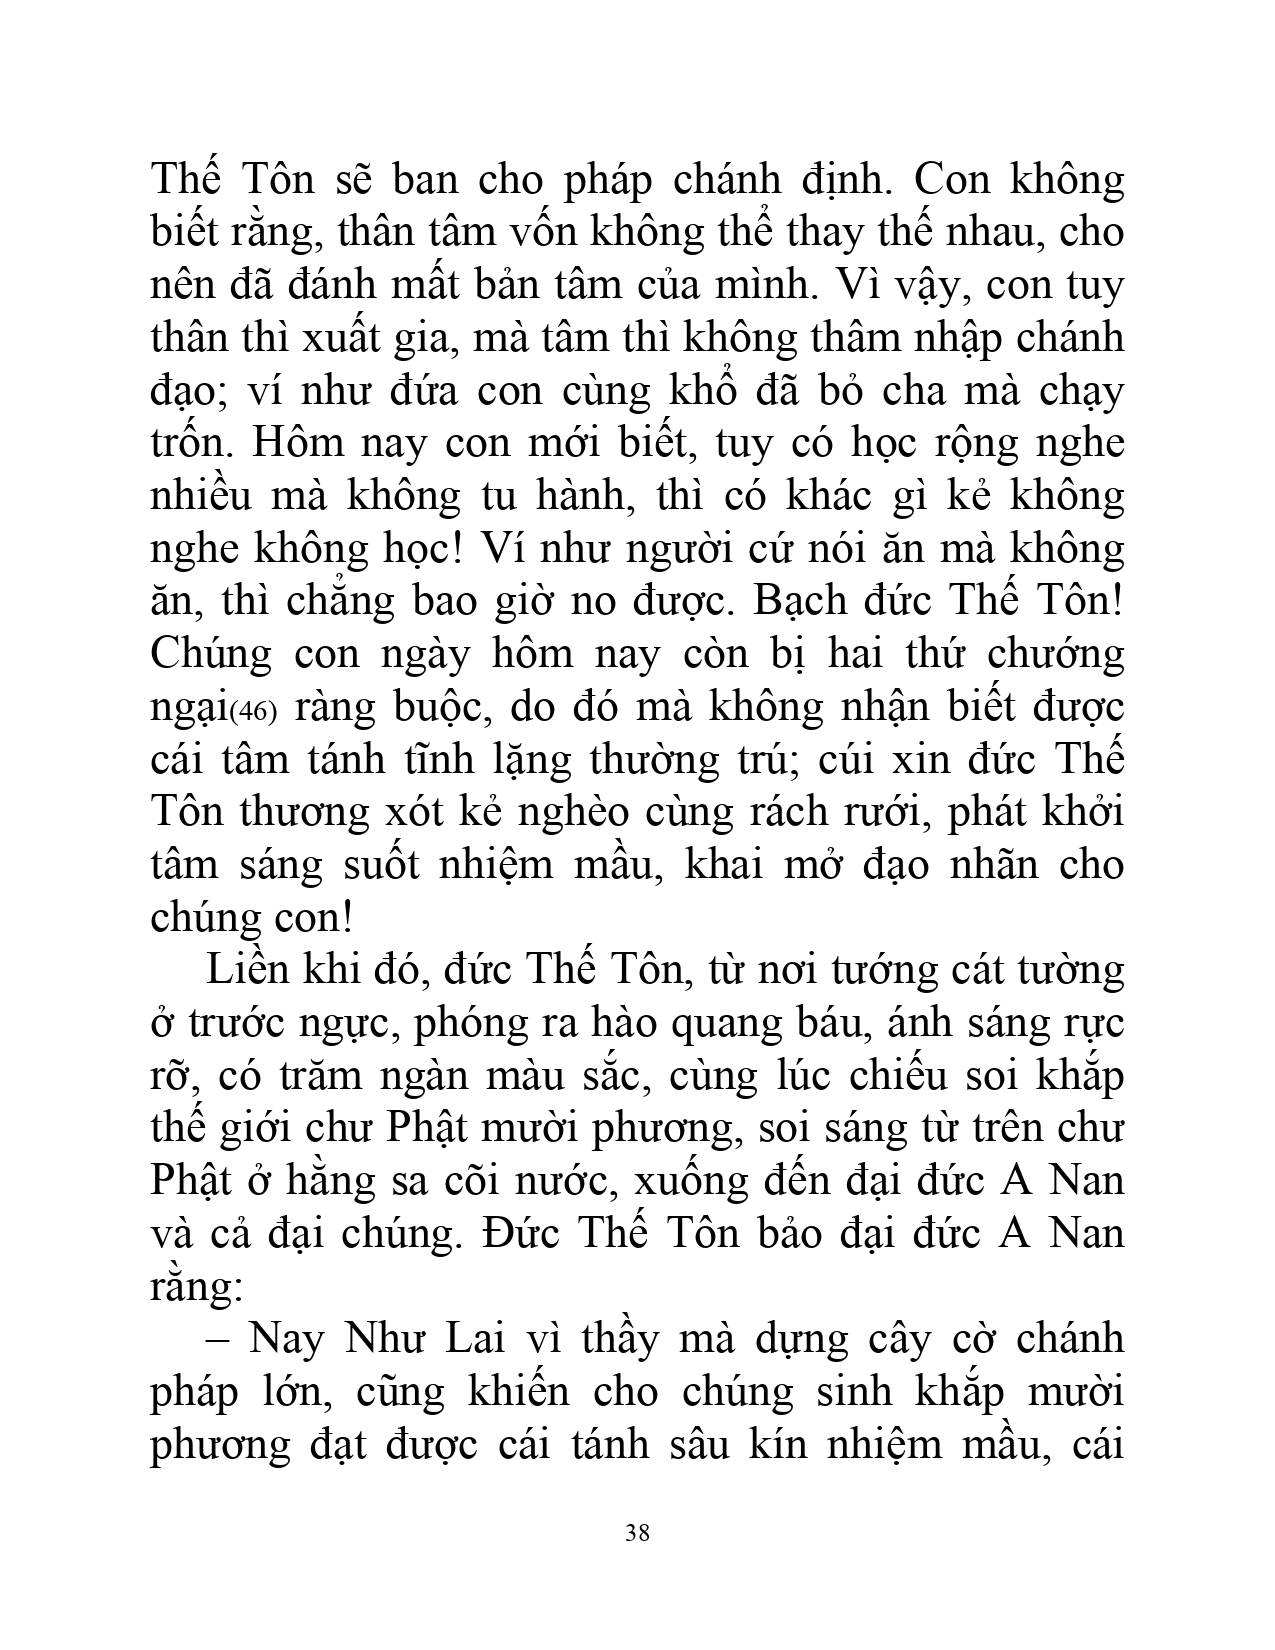 Thế Tôn sẽ ban cho pháp chánh định. Con không
biết rằng, thân tâm vốn không thể thay thế nhau, cho
nên đã đánh mất bản tâm của mình. Vì vậy, con tuy
thân thì xuất gia, mà tâm thì không thâm nhập chánh
đạo; ví như đứa con cùng khổ đã bỏ cha mà chạy
trốn. Hôm nay con mới biết, tuy có học rộng nghe
nhiều mà không tu hành, thì có khác gì kẻ không
nghe không học! Ví như người cứ nói ăn mà không
ăn, thì chẳng bao giờ no được. Bạch đức Thế Tôn!
Chúng con ngày hôm nay còn bị hai thứ chướng
ngại(46) ràng buộc, do đó mà không nhận biết được
cái tâm tánh tĩnh lặng thường trú; cúi xin đức Thế
Tôn thương xót kẻ nghèo cùng rách rưới, phát khởi
tâm sáng suốt nhiệm mầu, khai mở đạo nhãn cho
chúng con!
Liền khi đó, đức Thế Tôn, từ nơi tướng cát tường
ở trước ngực, phóng ra hào quang báu, ánh sáng rực
rỡ, có trăm ngàn màu sắc, cùng lúc chiếu soi khắp
thế giới chư Phật mười phương, soi sáng từ trên chư
Phật ở hằng sa cõi nước, xuống đến đại đức A Nan
và cả đại chúng. Đức Thế Tôn bảo đại đức A Nan
rằng:
– Nay Như Lai vì thầy mà dựng cây cờ chánh
pháp lớn, cũng khiến cho chúng sinh khắp mười
phương đạt được cái tánh sâu kín nhiệm mầu, cái
38